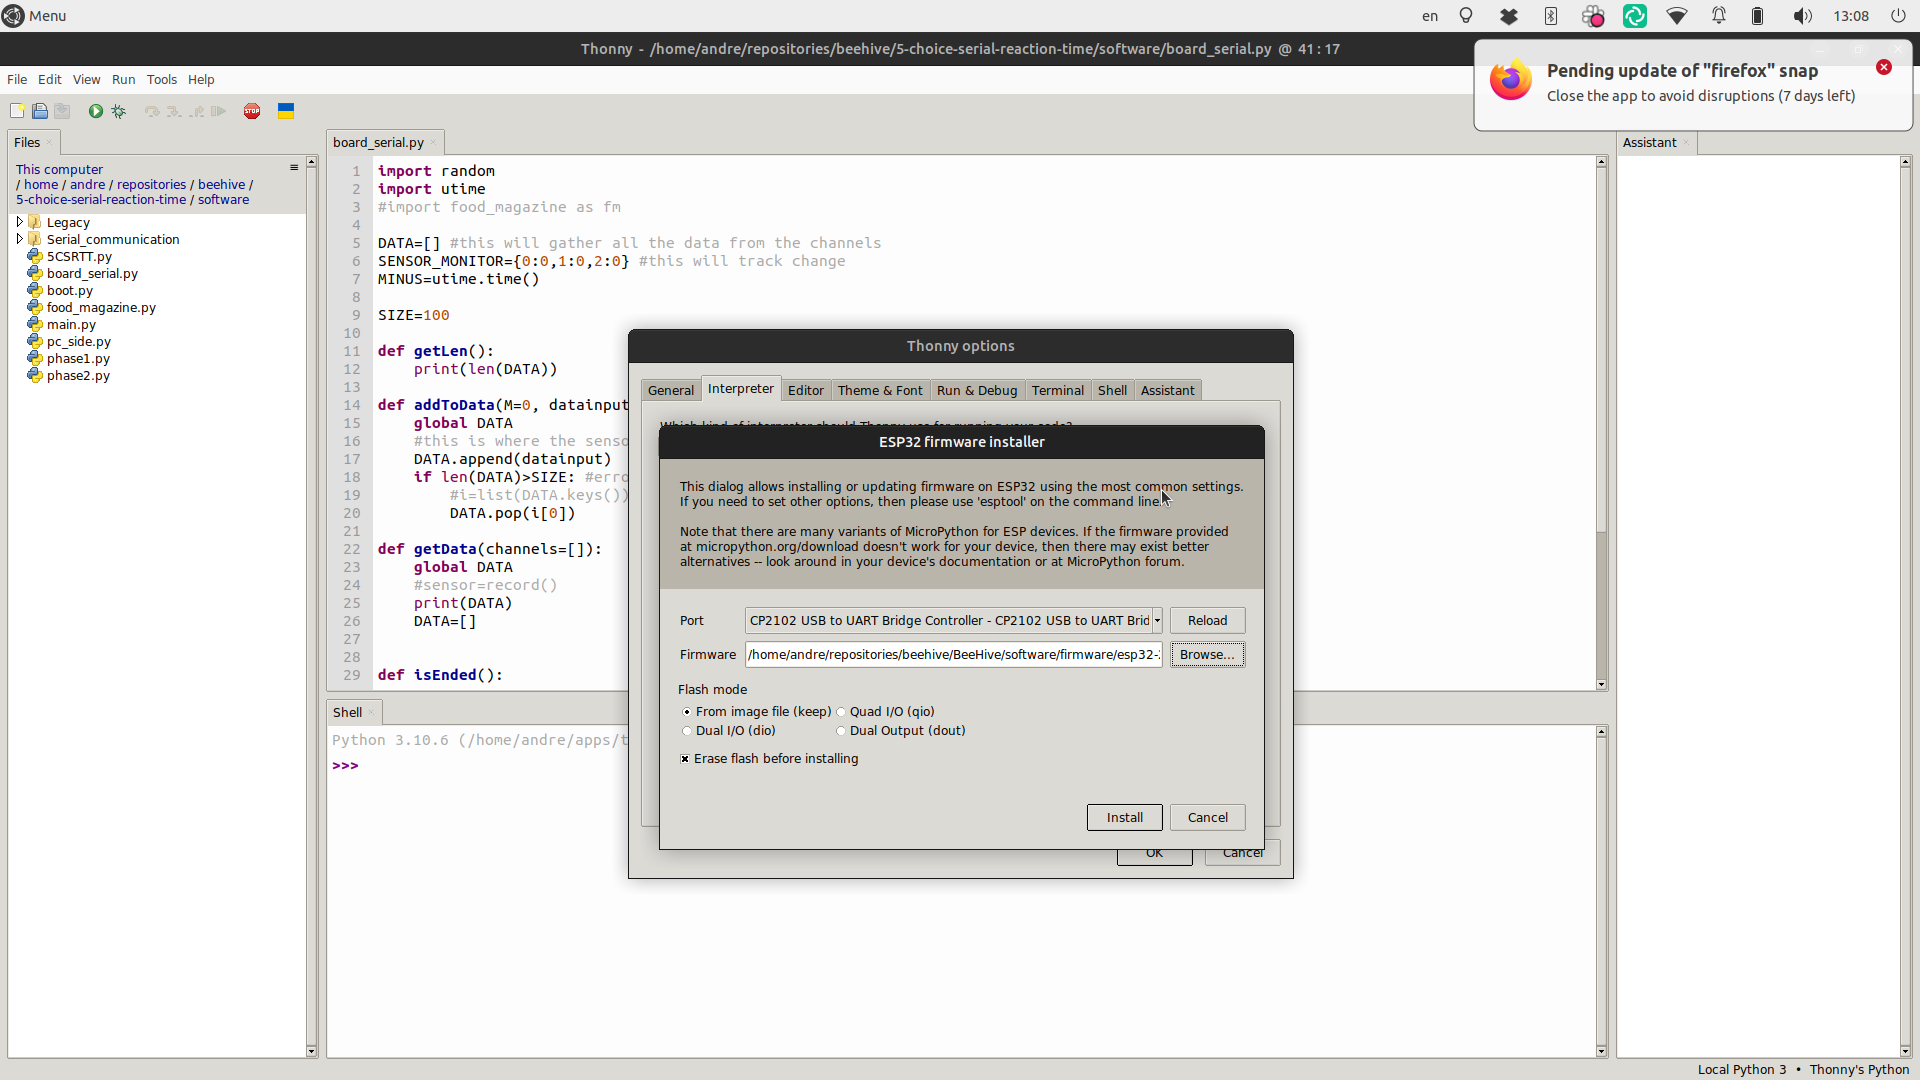 Menu
en
13:08
Thonny - /home/andre/repositories/beehive/5-choice-serial-reaction-time/software/board_serial.py @ 41:17
Pending update of "firefox" snap
Close the app to avoid disruptions (7 days left)
File Edit View Run Tools Help
STOP
Files
This computer
/ home / andre / repositories / beehive /
5-choice-serial-reaction-time / software
Legacy
Serial_communication
5CSRTT.py
board_serial.py
boot.py
food_magazine.py
main.py
pc_side.py
phase1.py
phase2.py
board_serial.py
1 import random
2 import utime
3 #import food_magazine as fm
4
5 DATA=[] #this will gather all the data from the channels
6 SENSOR_MONITOR={0:0,1:0,2:0} #this will track change
7 MINUS=utime.time()
8
9 SIZE=100
10
11 def getLen():
12 print(len(DATA))
13
14 def addToData(M=0, datainput
15 global DATA
16 #this is where the senso
17 DATA.append(datainput)
18 if len(DATA)>SIZE: #erro
19 #i=list(DATA.keys())
20 DATA.pop(i[0])
21
22 def getData(channels=[]):
23 global DATA
24 #sensor=record()
25 print(DATA)
26 DATA=[]
27
28
29 def isEnded():
Shell
Python 3.10.6 (/home/andre/apps/t
>>>
Assistant
Thonny options
General Interpreter Editor Theme & Font Run & Debug Terminal Shell Assistant
Which kind of interpreter should Thonny use for running your code?
ESP32 firmware installer
This dialog allows installing or updating firmware on ESP32 using the most common settings.
If you need to set other options, then please use 'esptool' on the command line.
Note that there are many variants of MicroPython for ESP devices. If the firmware provided
at micropython.org/download doesn't work for your device, then there may exist better
alternatives -- look around in your device's documentation or at MicroPython forum.
Port CP2102 USB to UART Bridge Controller - CP2102 USB to UART Brid Reload
Firmware /home/andre/repositories/beehive/BeeHive/software/firmware/esp32-: Browse...
Flash mode
From image file (keep) Quad I/O (qio)
Dual I/O (dio) Dual Output (dout)
Erase flash before installing
Install Cancel
OK Cancel
Local Python 3 • Thonny's Python